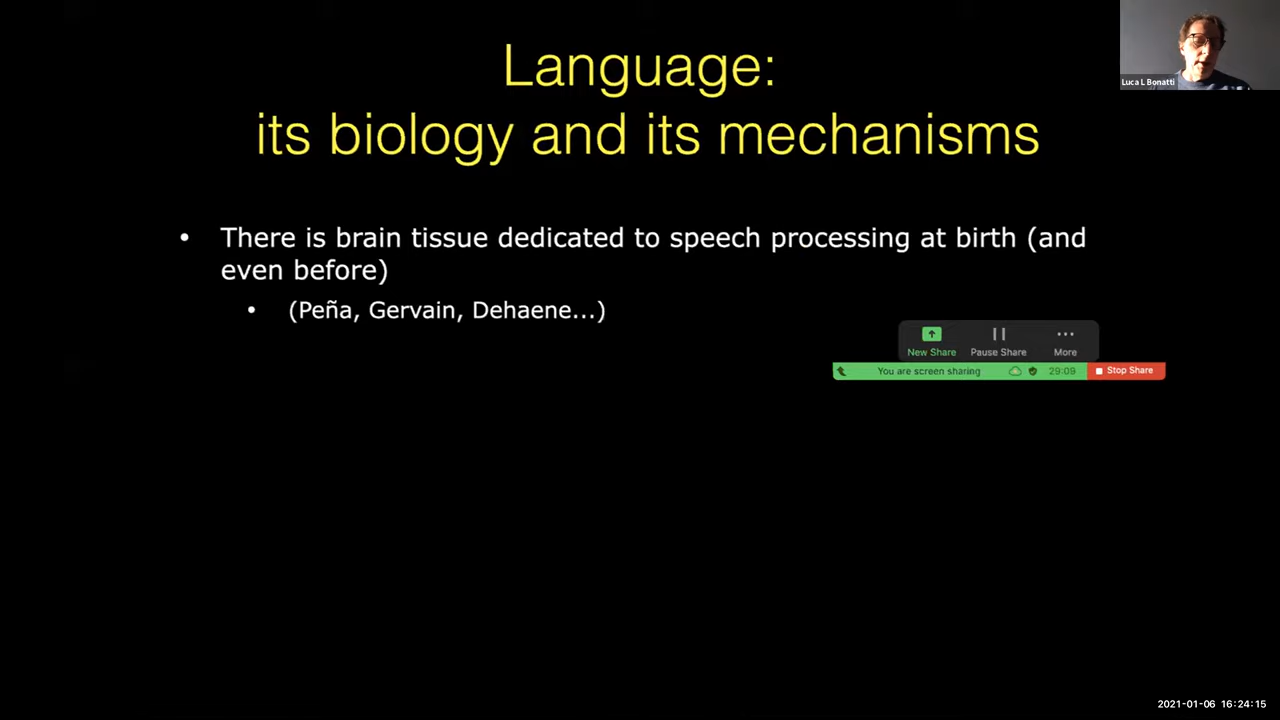 Language:
its biology and its mechanisms
Luca L Bonatti
• There is brain tissue dedicated to speech processing at birth (and
even before)
• (Peña, Gervain, Dehaene...)
New Share Pause Share More
You are screen sharing 29:09 Stop Share
2021-01-06 16:24:15